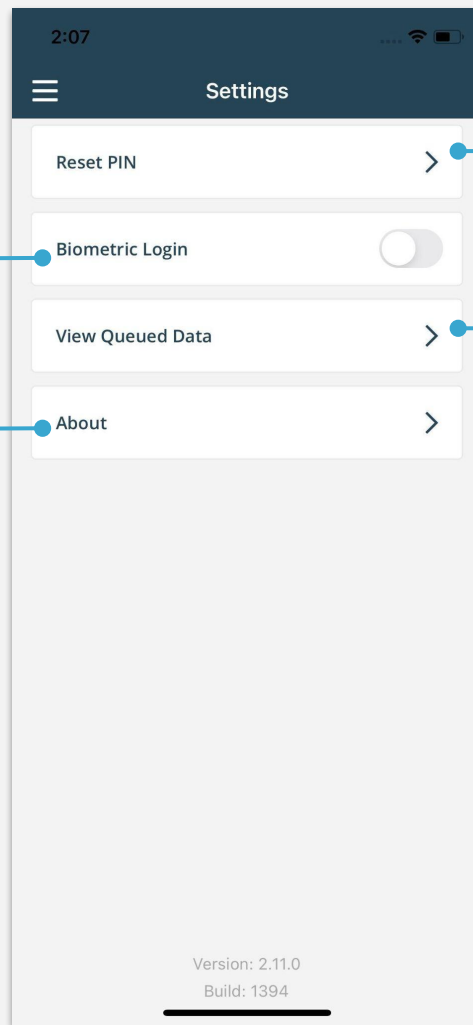 2:07
Settings
Reset PIN
Biometric Login
View Queued Data
About
Version: 2.11.0
Build: 1394